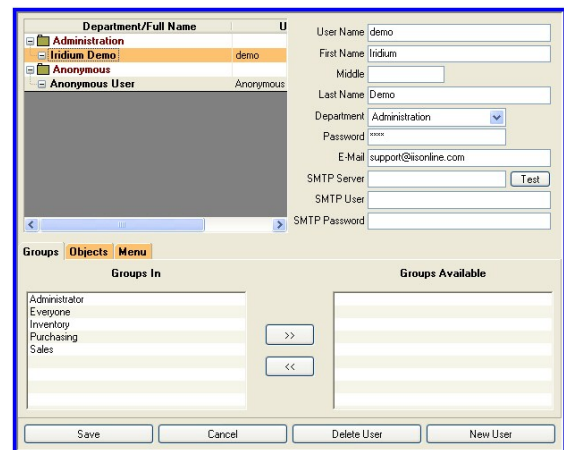 Department/Full Name U
Administration
Iridium Demo demo
Anonymous
Anonymous User Anonymous
User Name demo
First Name Iridium
Middle
Last Name Demo
Department Administration
Password ****
E-Mail support@iisonline.com
SMTP Server Test
SMTP User
SMTP Password
Groups Objects Menu
Groups In Groups Available
Administrator
Everyone
Inventory
Purchasing
Sales
>>
<<
Save Cancel Delete User New User